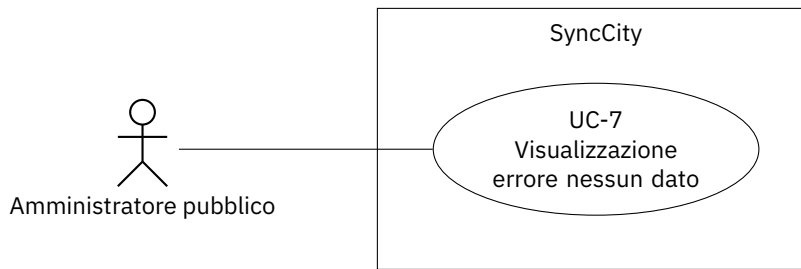 SyncCity
UC-7
Visualizzazione
errore nessun dato
Amministratore pubblico